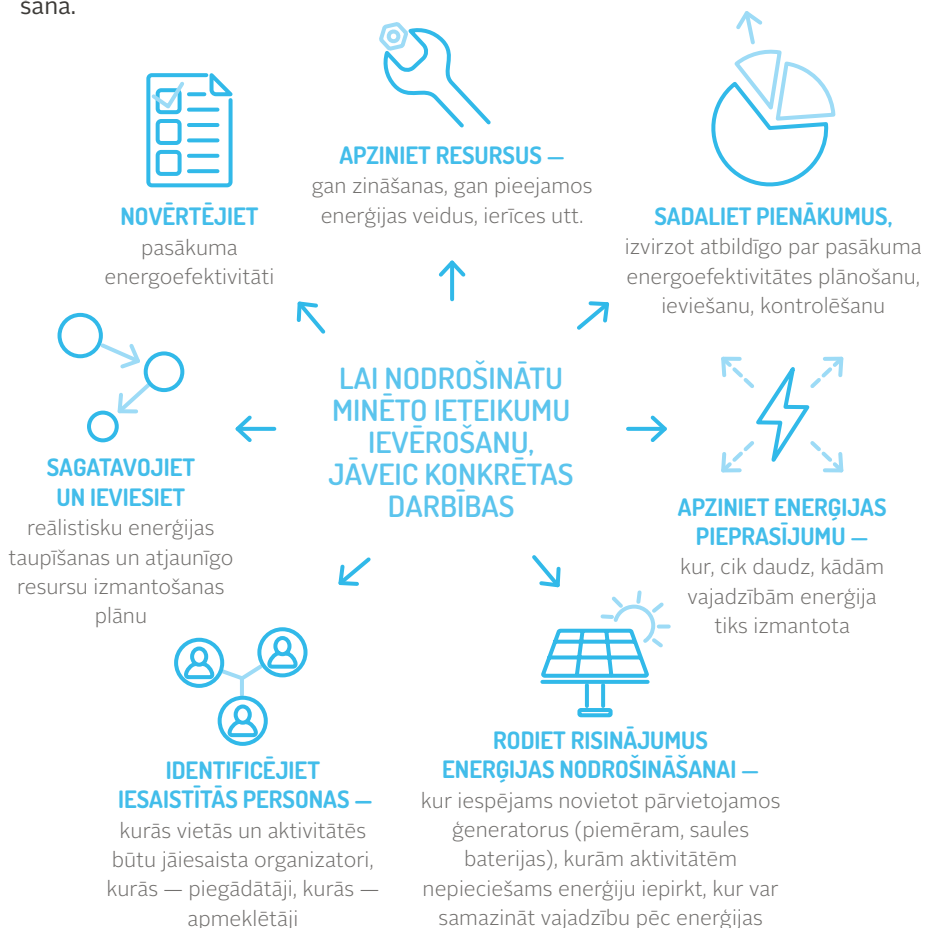 šana.
APZINIET RESURSUS —
gan zināšanas, gan pieejamos
enerģijas veidus, ierīces utt.
SADALIET PIENĀKUMUS,
izvirzot atbildīgo par pasākuma
energoefektivitātes plānošanu,
ieviešanu, kontrolēšanu
APZINIET ENERĢIJAS
PIEPRASĪJUMU —
kur, cik daudz, kādām
vajadzībām enerģija
tiks izmantota
RODIET RISINĀJUMUS
ENERĢIJAS NODROŠINĀŠANAI —
kur iespējams novietot pārvietojamos
ģeneratorus (piemēram, saules
baterijas), kurām aktivitātēm
nepieciešams enerģiju iepirkt, kur var
samazināt vajadzību pēc enerģijas
IDENTIFICĒJIET
IESAISTĪTĀS PERSONAS —
kurās vietās un aktivitātēs
būtu jāiesaista organizatori,
kurās — piegādātāji, kurās —
apmeklētāji
SAGATAVOJIET
UN IEVIESIET
reālistisku enerģijas
taupīšanas un atjaunīgo
resursu izmantošanas
plānu
NOVĒRTĒJIET
pasākuma
energoefektivitāti
LAI NODROŠINĀTU
MINĒTO IETEIKUMU
IEVĒROŠANU,
JĀVEIC KONKRĒTAS
DARBĪBAS